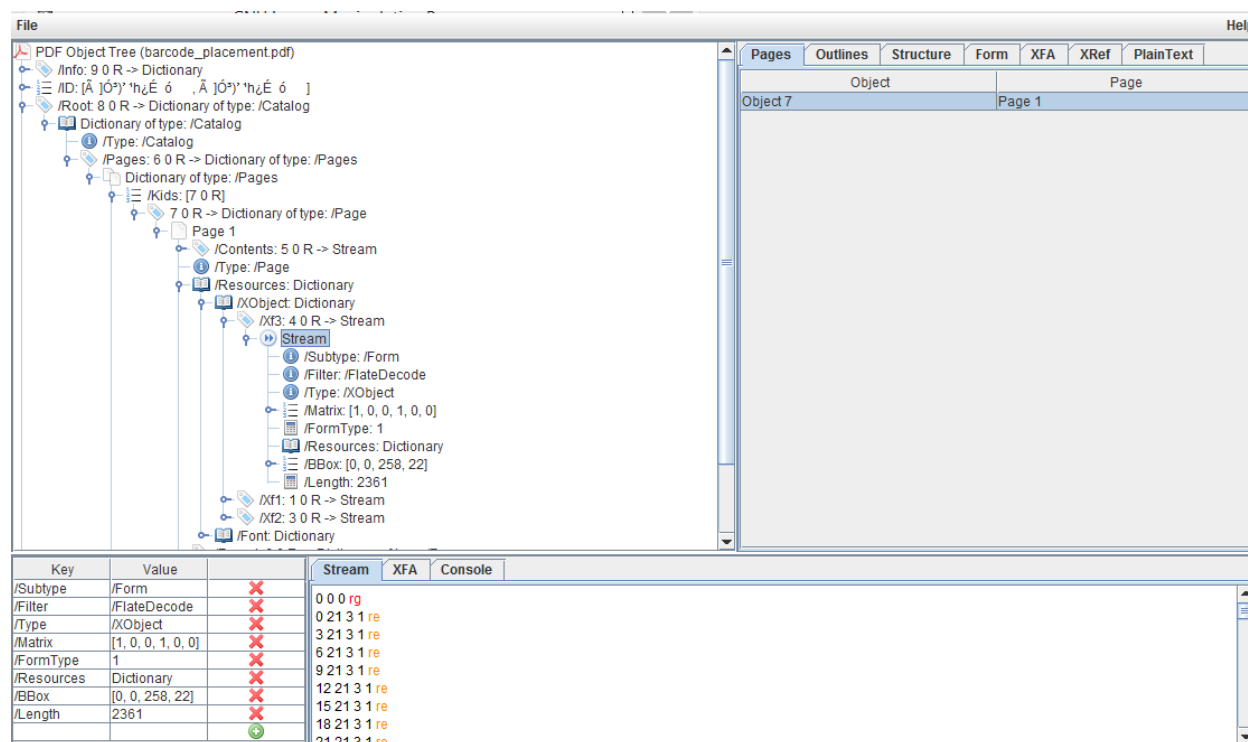 File Help
PDF Object Tree (barcode_placement.pdf)
/Info: 9 0 R -> Dictionary
/ID:
/Root: 8 0 R -> Dictionary of type: /Catalog
Dictionary of type: /Catalog
/Type: /Catalog
/Pages: 6 0 R -> Dictionary of type: /Pages
Dictionary of type: /Pages
/Kids: [7 0 R]
7 0 R -> Dictionary of type: /Page
Page 1
/Contents: 5 0 R -> Stream
/Type: /Page
/Resources: Dictionary
/XObject: Dictionary
/Xf3: 4 0 R -> Stream
Stream
/Subtype: /Form
/Filter: /FlateDecode
/Type: /XObject
/Matrix: [1, 0, 0, 1, 0, 0]
/FormType: 1
/Resources: Dictionary
/BBox: [0, 0, 258, 22]
/Length: 2361
/Xf1: 1 0 R -> Stream
/Xf2: 3 0 R -> Stream
/Font: Dictionary
Pages Outlines Structure Form XFA XRef PlainText
Object Page
Object 7 Page 1
Key Value
/Subtype /Form
/Filter /FlateDecode
/Type /XObject
/Matrix [1, 0, 0, 1, 0, 0]
/FormType 1
/Resources Dictionary
/BBox [0, 0, 258, 22]
/Length 2361
Stream XFA Console
0 0 0 rg
0 21 3 1 re
3 21 3 1 re
6 21 3 1 re
9 21 3 1 re
12 21 3 1 re
15 21 3 1 re
18 21 3 1 re
21 21 3 1 re